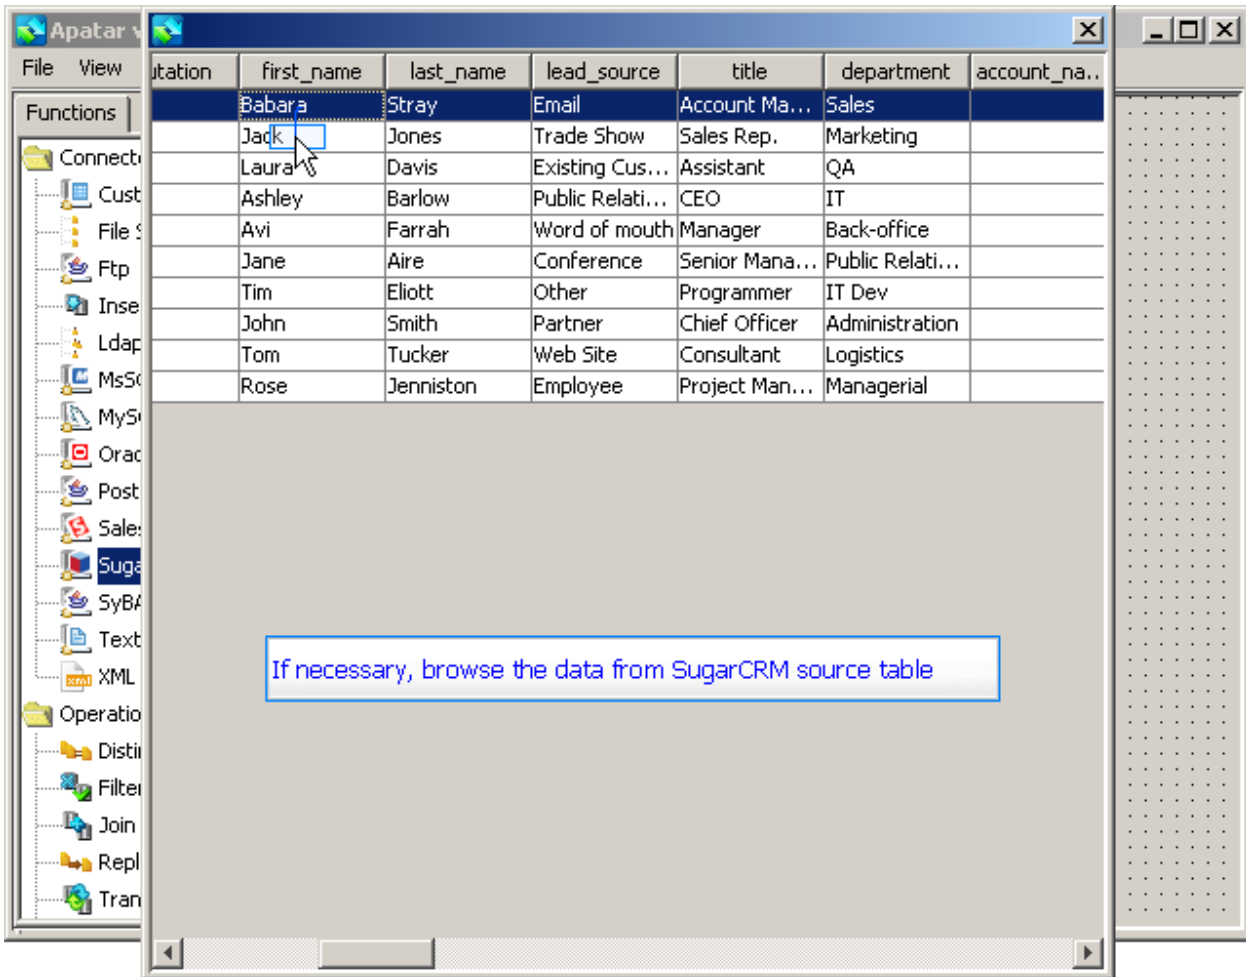 Apatar v
File View
Functions
Connect
Cust
File S
Ftp
Inse
Ldap
MsSQ
MySQ
Orac
Post
Sales
Suga
SyBA
Text
XML
Operatio
Distin
Filter
Join
Repl
Tran
utation first_name last_name lead_source title department account_na..
Babara Stray Email Account Ma... Sales
Jack Jones Trade Show Sales Rep. Marketing
Laura Davis Existing Cus... Assistant QA
Ashley Barlow Public Relati... CEO IT
Avi Farrah Word of mouth Manager Back-office
Jane Aire Conference Senior Mana... Public Relati...
Tim Eliott Other Programmer IT Dev
John Smith Partner Chief Officer Administration
Tom Tucker Web Site Consultant Logistics
Rose Jenniston Employee Project Man... Managerial
If necessary, browse the data from SugarCRM source table